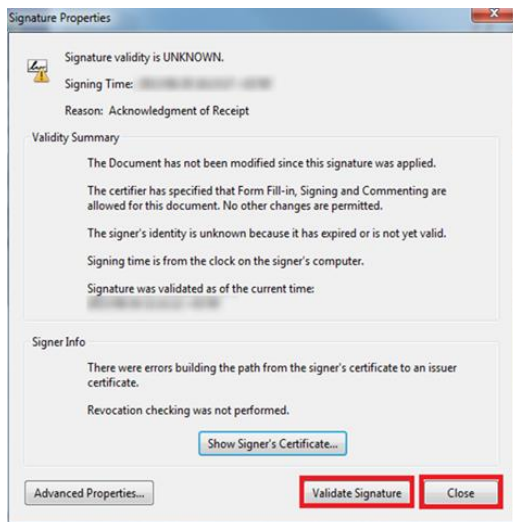 Signature Properties
Signature validity is UNKNOWN.
Signing Time:
Reason: Acknowledgment of Receipt
Validity Summary
The Document has not been modified since this signature was applied.
The certifier has specified that Form Fill-in, Signing and Commenting are
allowed for this document. No other changes are permitted.
The signer's identity is unknown because it has expired or is not yet valid.
Signing time is from the clock on the signer's computer.
Signature was validated as of the current time:
Signer Info
There were errors building the path from the signer's certificate to an issuer
certificate.
Revocation checking was not performed.
Show Signer's Certificate...
Advanced Properties...
Validate Signature
Close